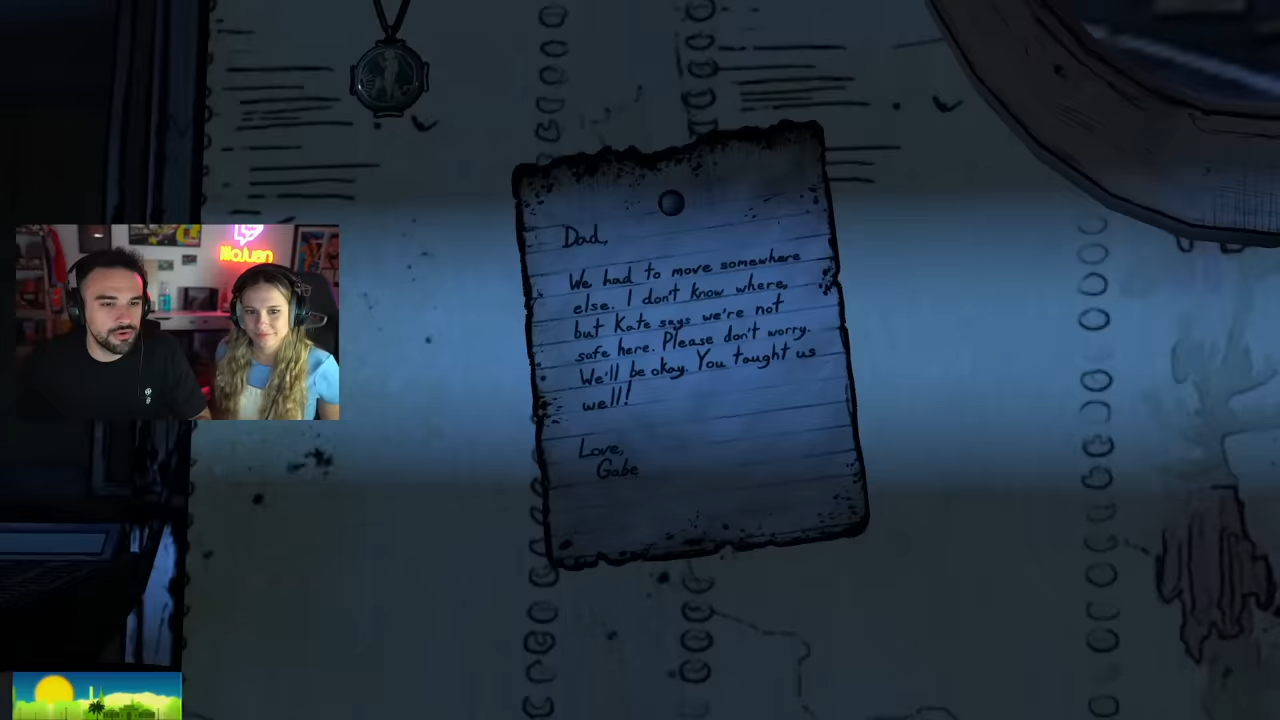 IlloJuan
Dad,
We had to move somewhere
else. I don't know where,
but Kate says we're not
safe here. Please don't worry.
We'll be okay. You taught us
well!
Love,
Gabe